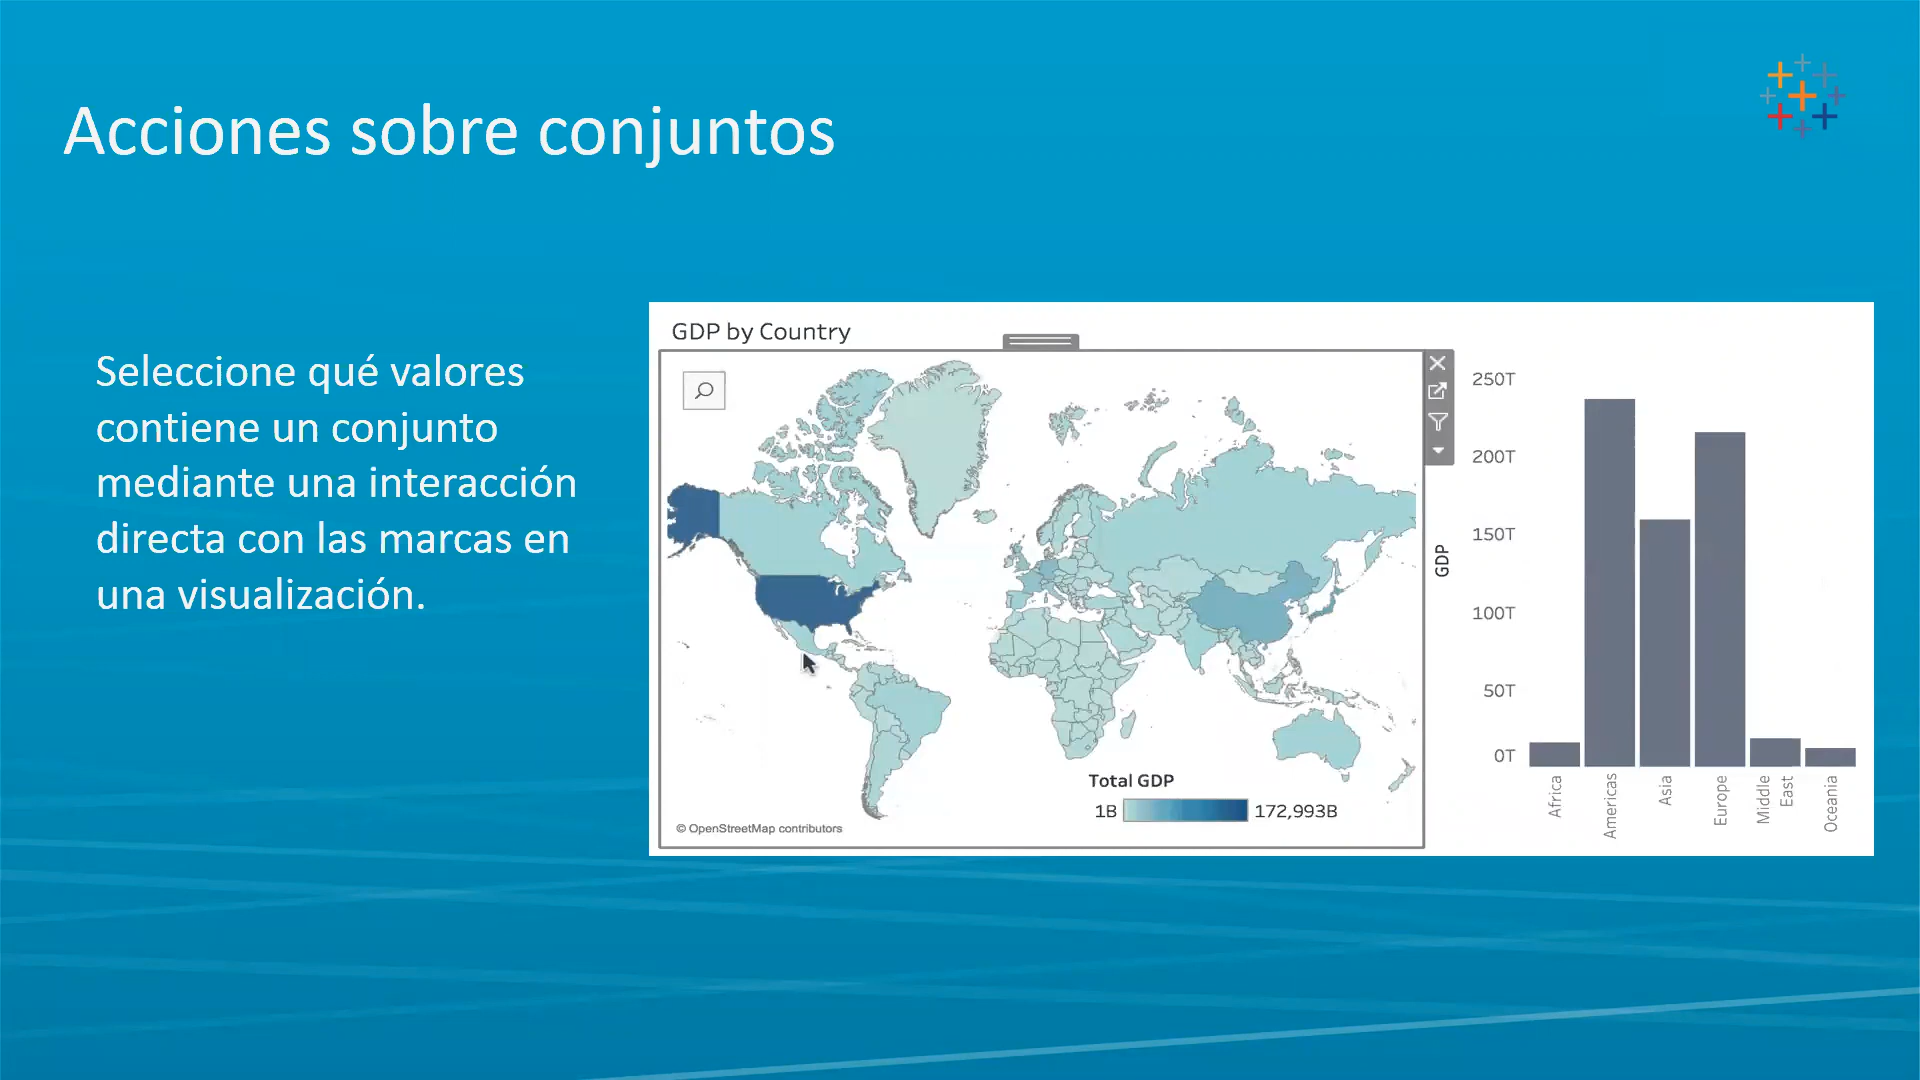 Acciones sobre conjuntos
Seleccione qué valores
contiene un conjunto
mediante una interacción
directa con las marcas en
una visualización.
GDP by Country
Total GDP
1B 172,993B
© OpenStreetMap contributors
GDP
250T
200T
150T
100T
50T
0T
Africa
Americas
Asia
Europe
Middle
East
Oceania